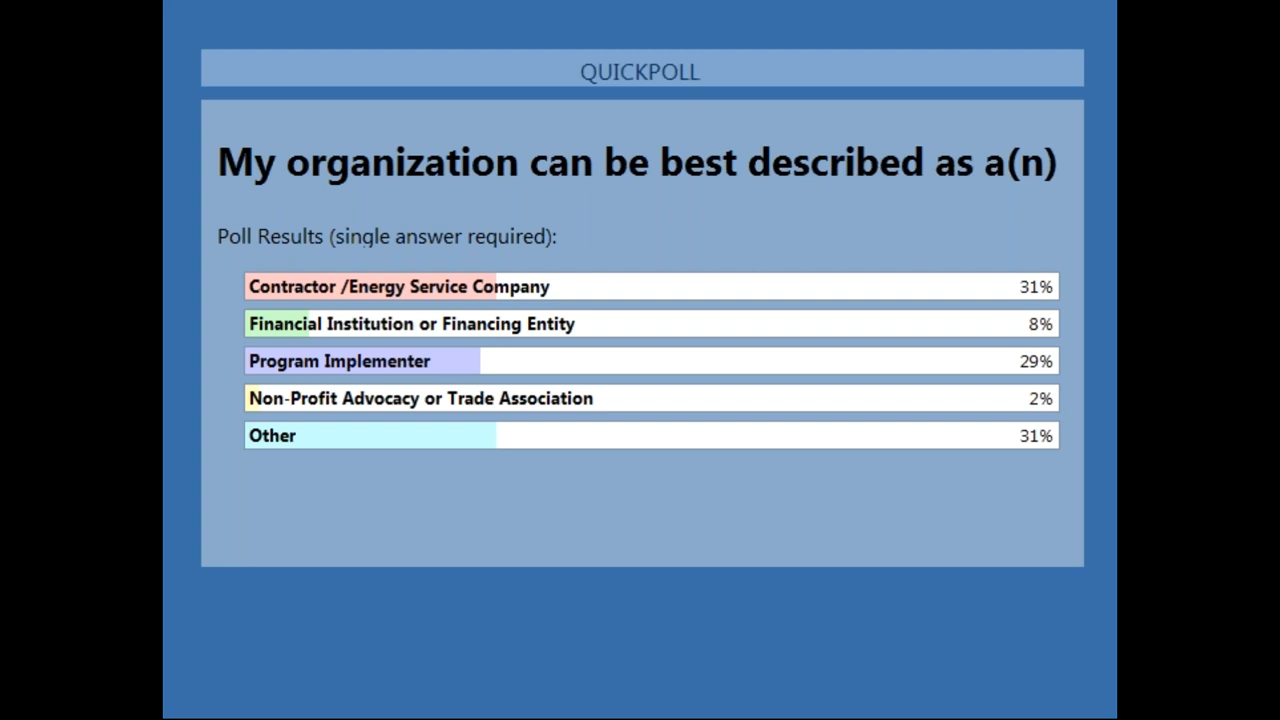 QUICKPOLL
My organization can be best described as a(n)
Poll Results (single answer required):
Contractor /Energy Service Company 31%
Financial Institution or Financing Entity 8%
Program Implementer 29%
Non-Profit Advocacy or Trade Association 2%
Other 31%